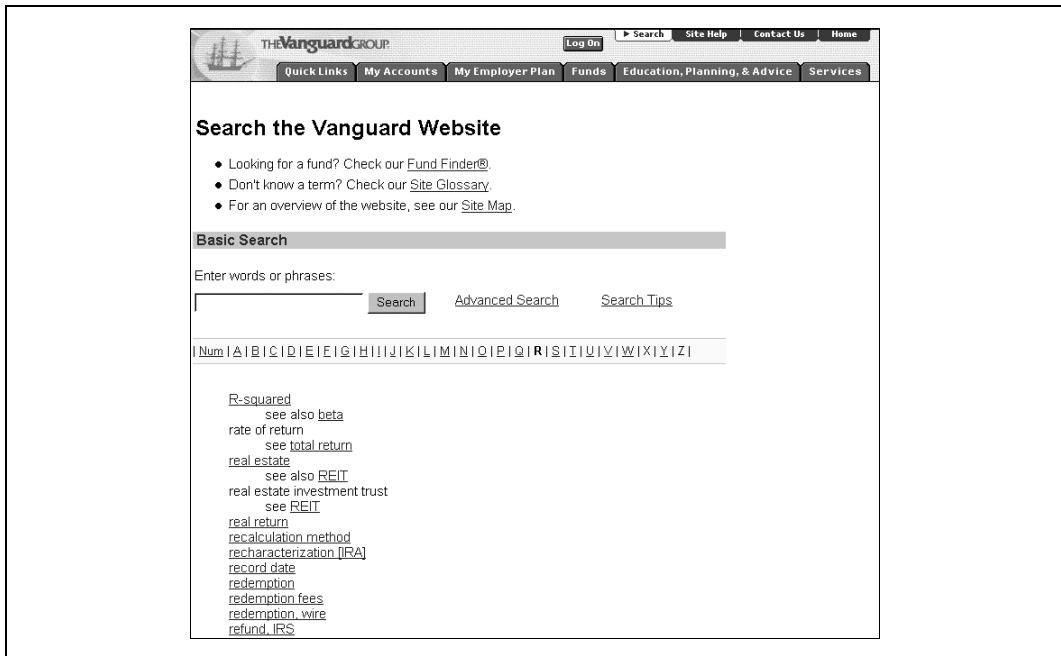 THE Vanguard GROUP.
Log On
Search | Site Help | Contact Us | Home
Quick Links My Accounts My Employer Plan Funds Education, Planning, & Advice Services
Search the Vanguard Website
• Looking for a fund? Check our Fund Finder®.
• Don't know a term? Check our Site Glossary.
• For an overview of the website, see our Site Map.
Basic Search
Enter words or phrases:
Search Advanced Search Search Tips
| Num | A | B | C | D | E | F | G | H | I | J | K | L | M | N | O | P | Q | R | S | T | U | V | W | X | Y | Z |
R-squared
see also beta
rate of return
see total return
real estate
see also REIT
real estate investment trust
see REIT
real return
recalculation method
recharacterization [IRA]
record date
redemption
redemption fees
redemption, wire
refund, IRS